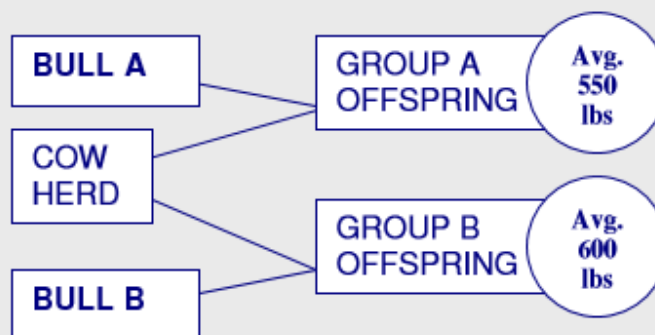 BULL A
GROUP A
OFFSPRING
Avg.
550
lbs
COW
HERD
GROUP B
OFFSPRING
Avg.
600
lbs
BULL B